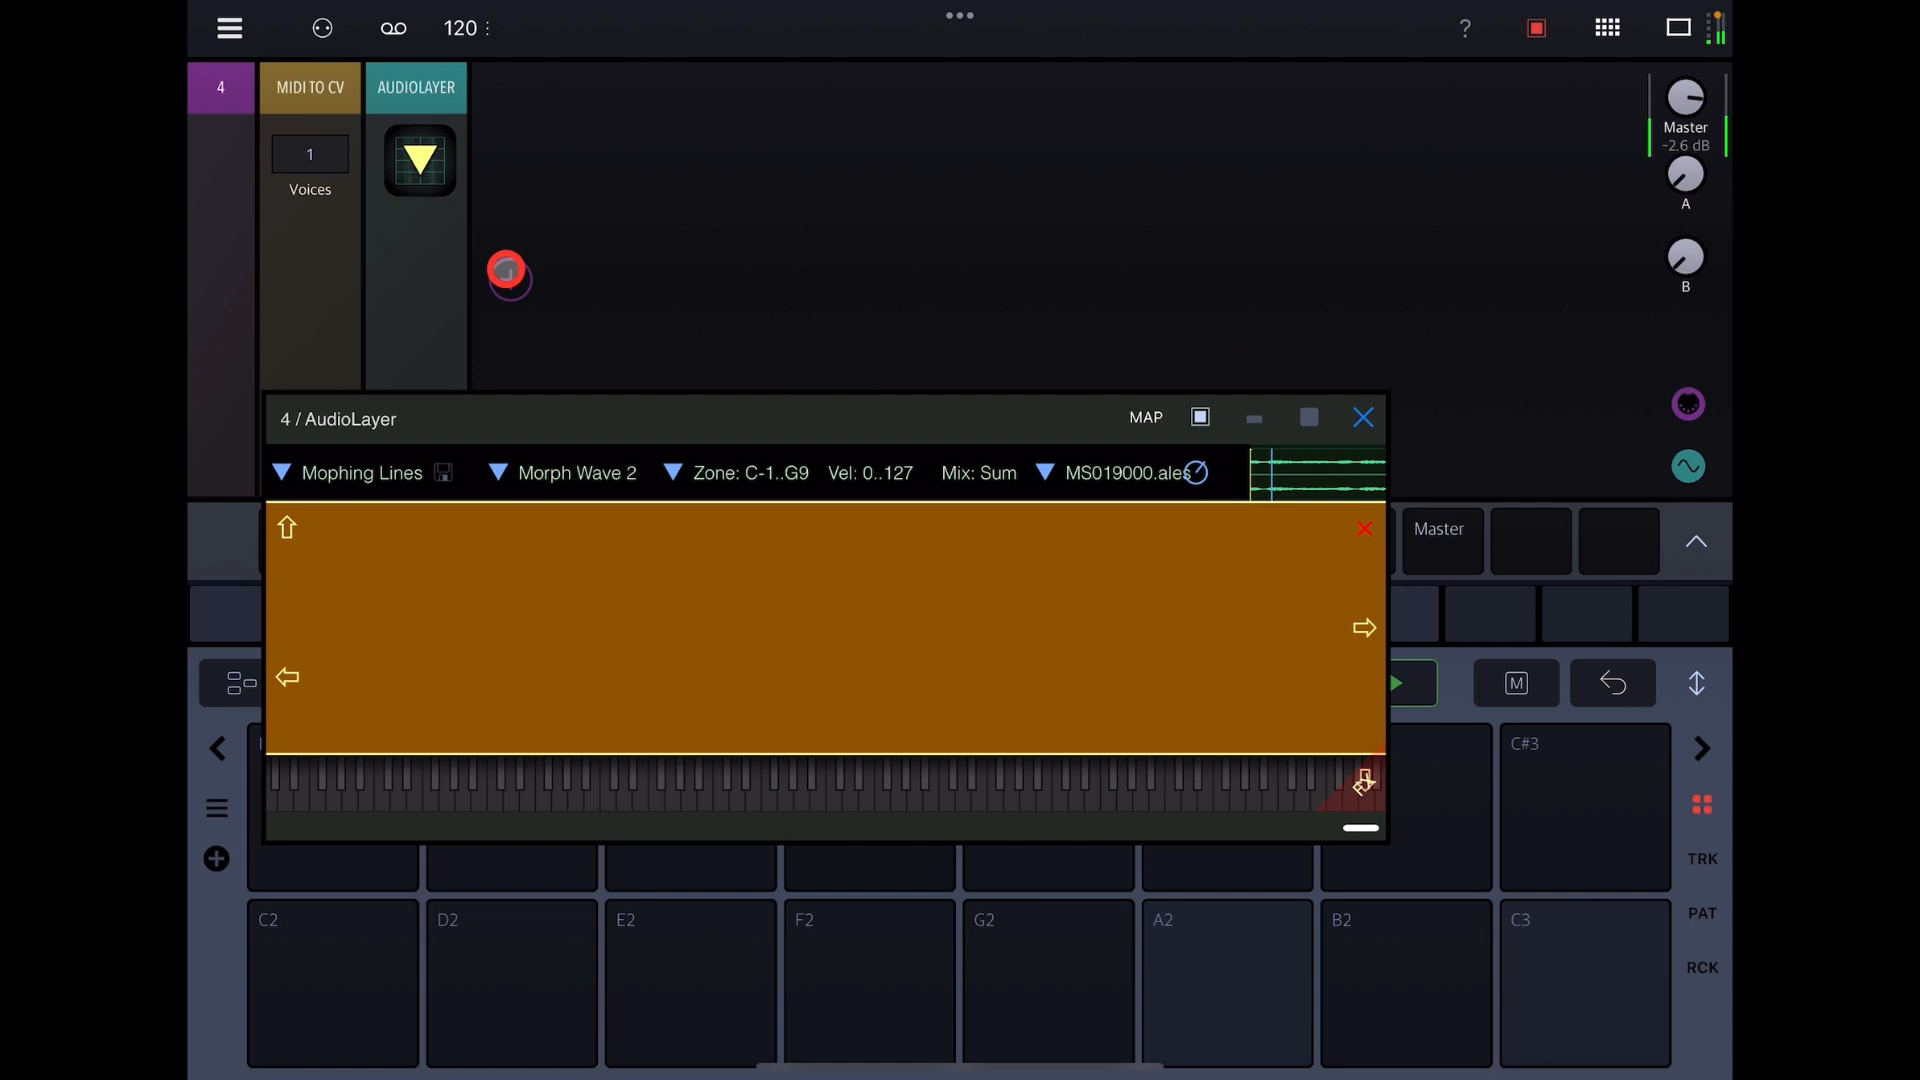 120
?
4
MIDI TO CV
AUDIOLAYER
1
Voices
Master
-2.6 dB
A
B
4 / AudioLayer
MAP
Mophing Lines
Morph Wave 2
Zone: C-1..G9
Vel: 0..127
Mix: Sum
MS019000.ales
Master
M
C#3
TRK
PAT
RCK
C2
D2
E2
F2
G2
A2
B2
C3